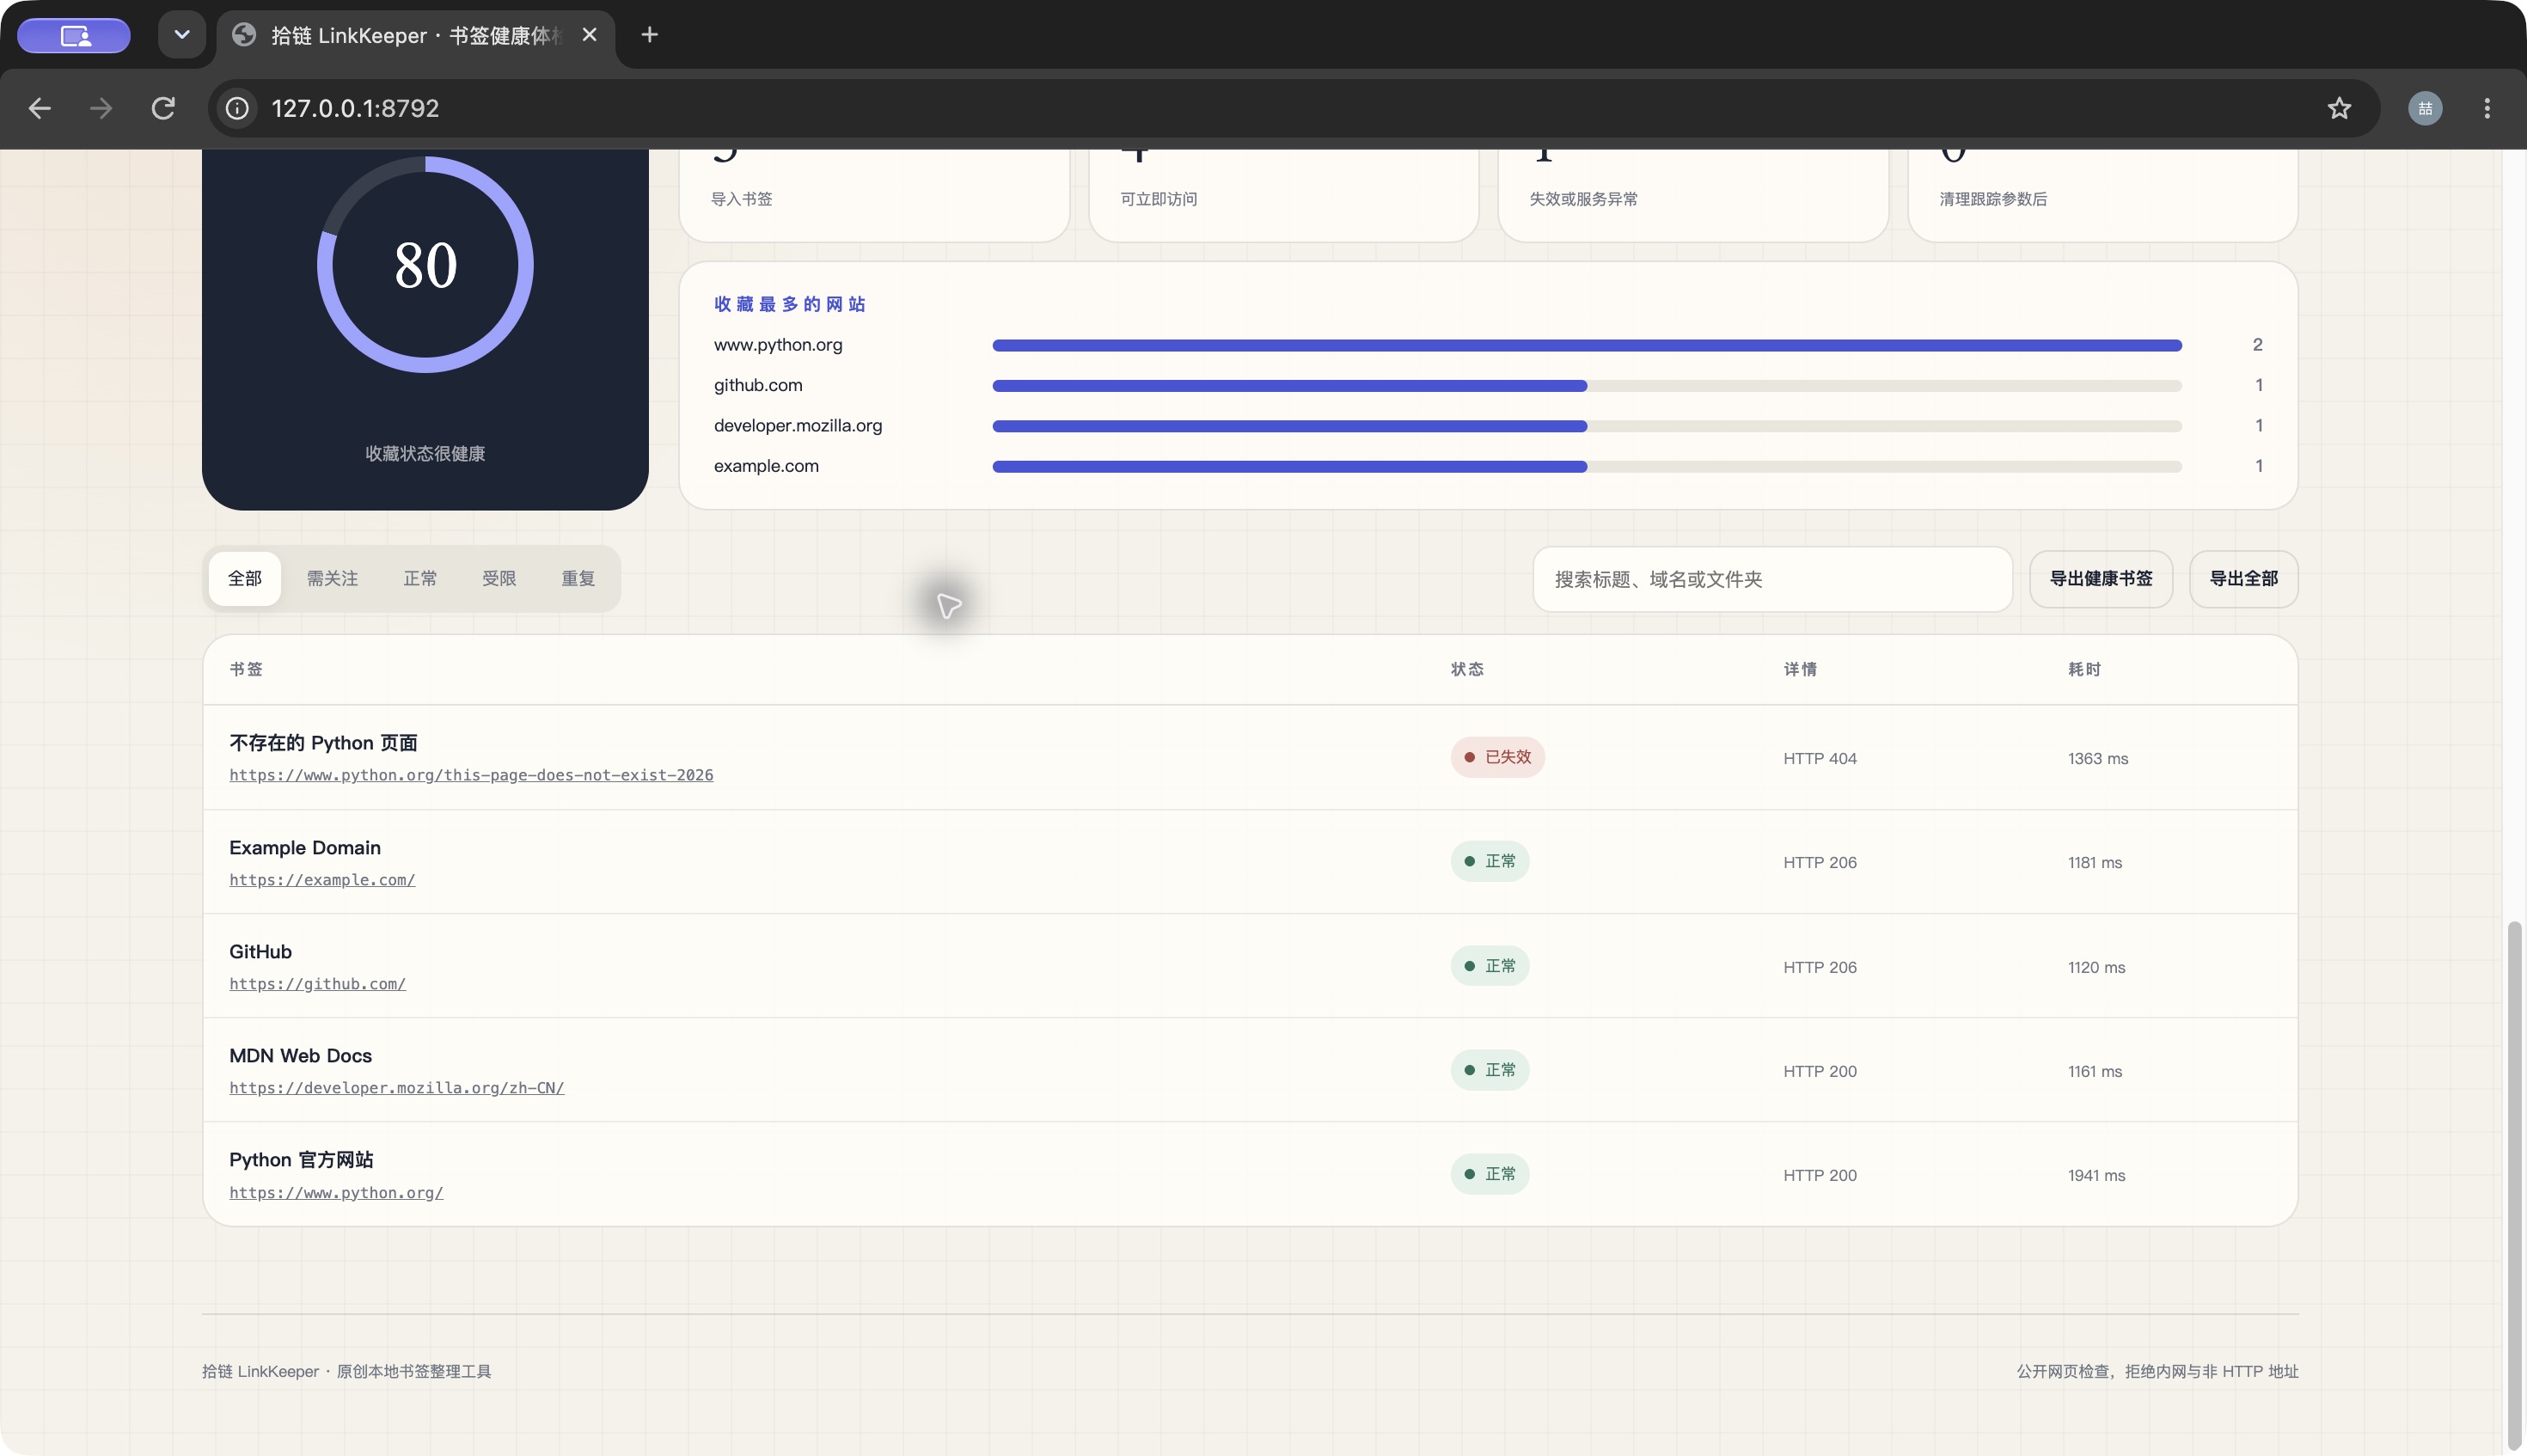 拾链 LinkKeeper · 书签健康体
127.0.0.1:8792
喆
导入书签
可立即访问
失效或服务异常
清理跟踪参数后
80
收藏状态很健康
收藏最多的网站
www.python.org 2
github.com 1
developer.mozilla.org 1
example.com 1
全部 需关注 正常 受限 重复
搜索标题、域名或文件夹
导出健康书签
导出全部
书签 状态 详情 耗时
不存在的 Python 页面
https://www.python.org/this-page-does-not-exist-2026
已失效 HTTP 404 1363 ms
Example Domain
https://example.com/
正常 HTTP 206 1181 ms
GitHub
https://github.com/
正常 HTTP 206 1120 ms
MDN Web Docs
https://developer.mozilla.org/zh-CN/
正常 HTTP 200 1161 ms
Python 官方网站
https://www.python.org/
正常 HTTP 200 1941 ms
拾链 LinkKeeper · 原创本地书签整理工具
公开网页检查，拒绝内网与非 HTTP 地址